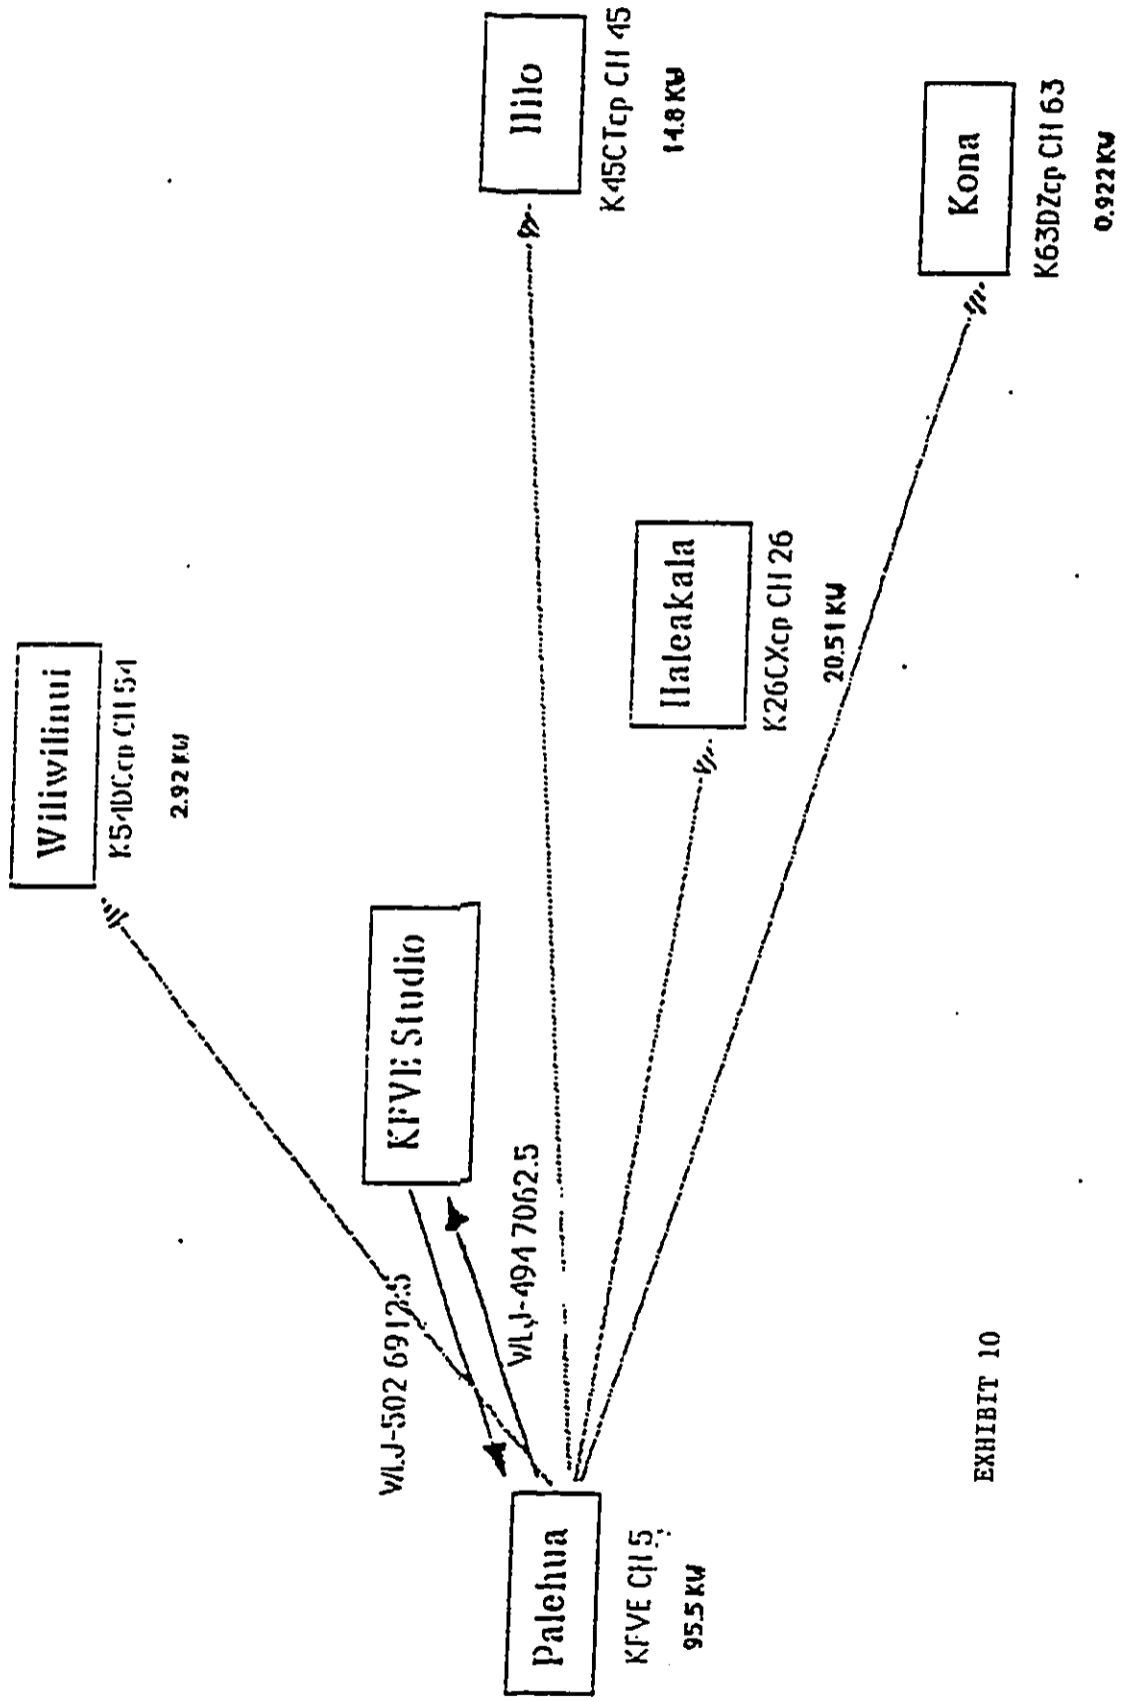 Wiliwilinui
K54DCcp CH 54
2.92 KW
Hilo
K45CTcp CH 45
14.8 KW
KFVE Studio
WLJ-502 6912.5
WLJ-494 7062.5
Haleakala
K26CXcp CH 26
20.51 KW
Palehua
KFVE CH 5
95.5 KW
Kona
K63DZcp CH 63
0.922 KW
EXHIBIT 10